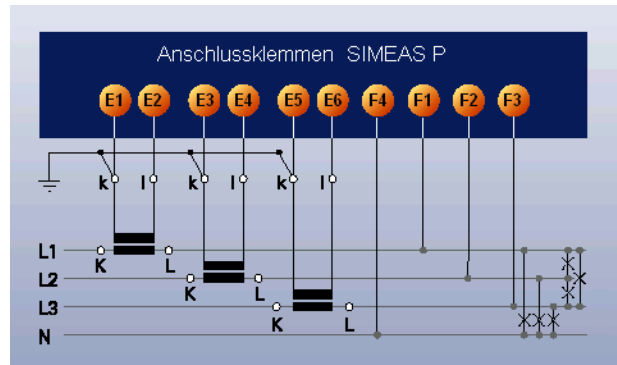 Anschlussklemmen SIMEAS P
E1 E2 E3 E4 E5 E6 F4 F1 F2 F3
k l k l k l
L1 K L
L2 K L
L3 K L
N